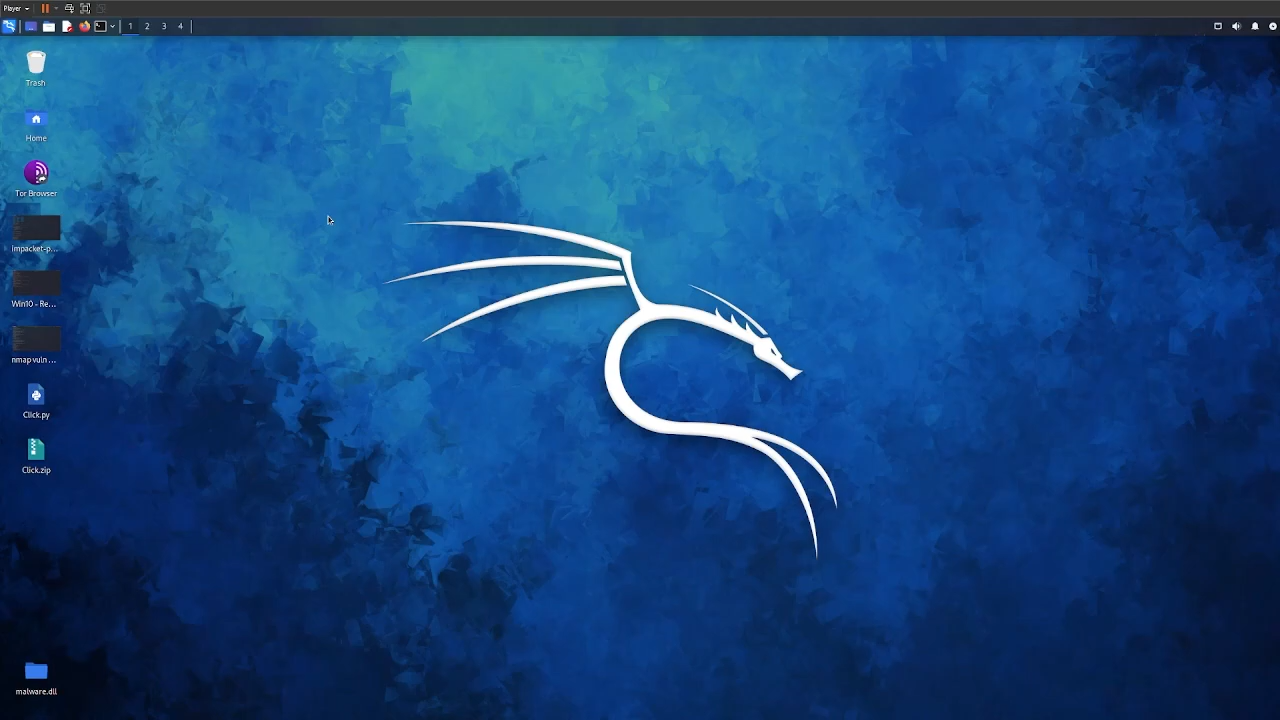 Player
1 2 3 4
Trash
Home
Tor Browser
impacket-p...
Win10 - Re...
nmap vuln ...
Click.py
Click.zip
malware.dll